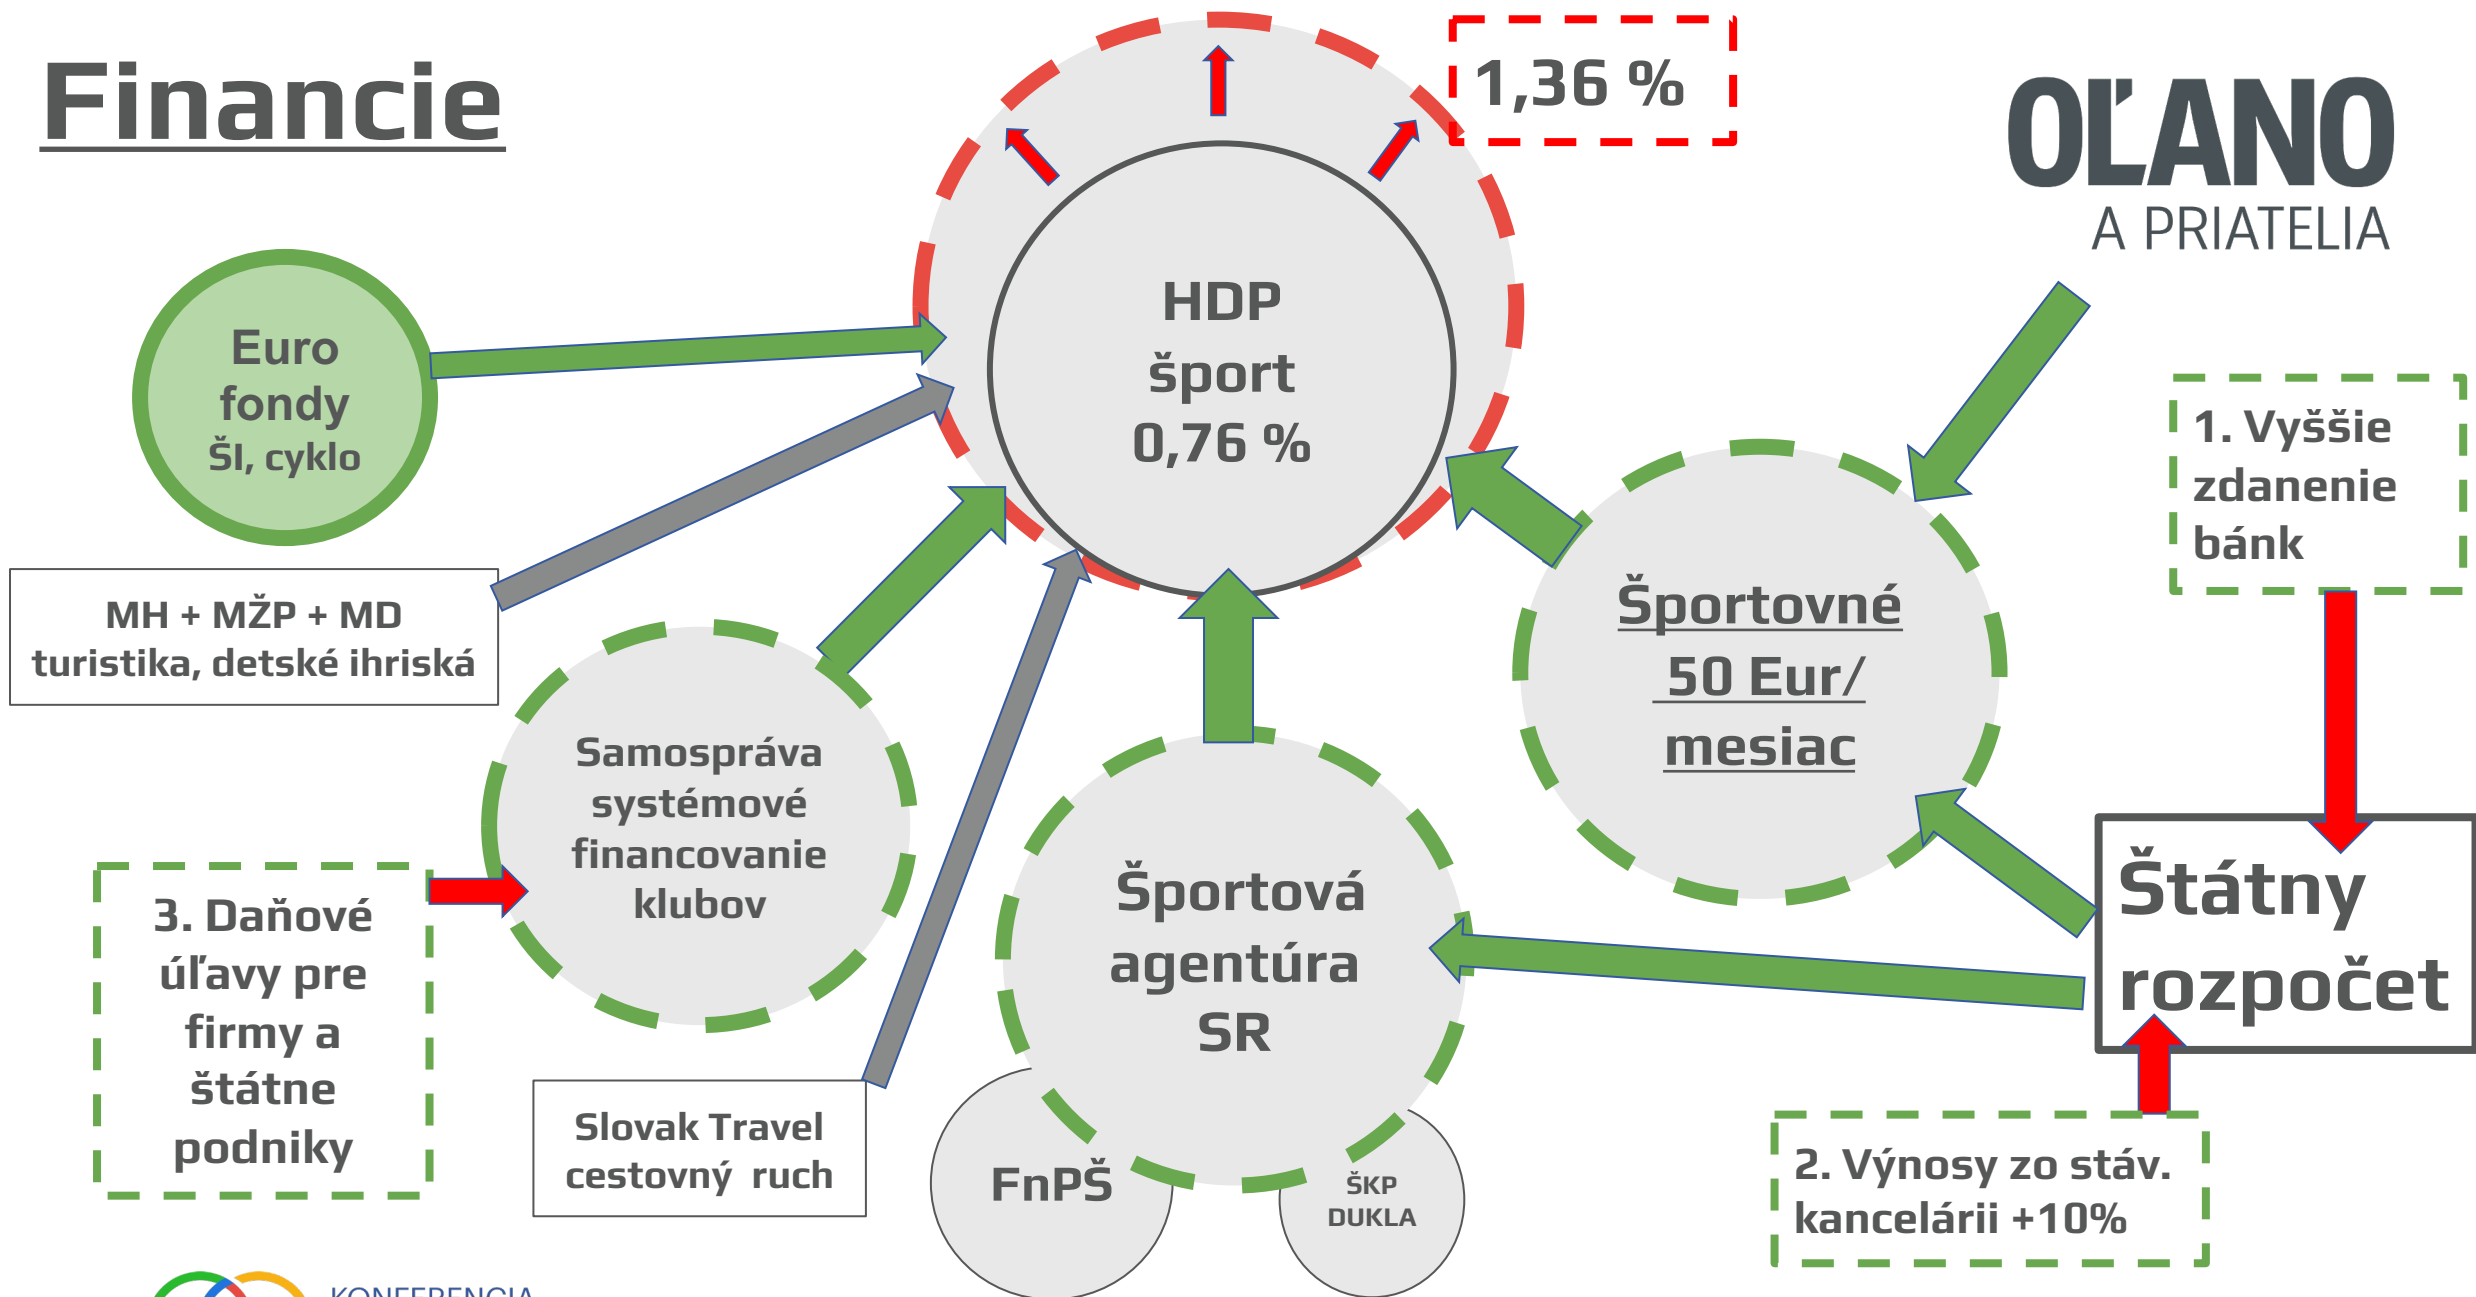 Financie
1,36 %
OĽANO
A PRIATELIA
HDP
šport
0,76 %
Euro
fondy
ŠI, cyklo
1. Vyššie
zdanenie
bánk
MH + MŽP + MD
turistika, detské ihriská
Športovné
50 Eur/
mesiac
Samospráva
systémové
financovanie
klubov
Športová
agentúra
SR
Štátny
rozpočet
3. Daňové
úľavy pre
firmy a
štátne
podniky
Slovak Travel
cestovný ruch
FnPŠ
ŠKP
DUKLA
2. Výnosy zo stáv.
kancelárii +10%
KONFERENCIA